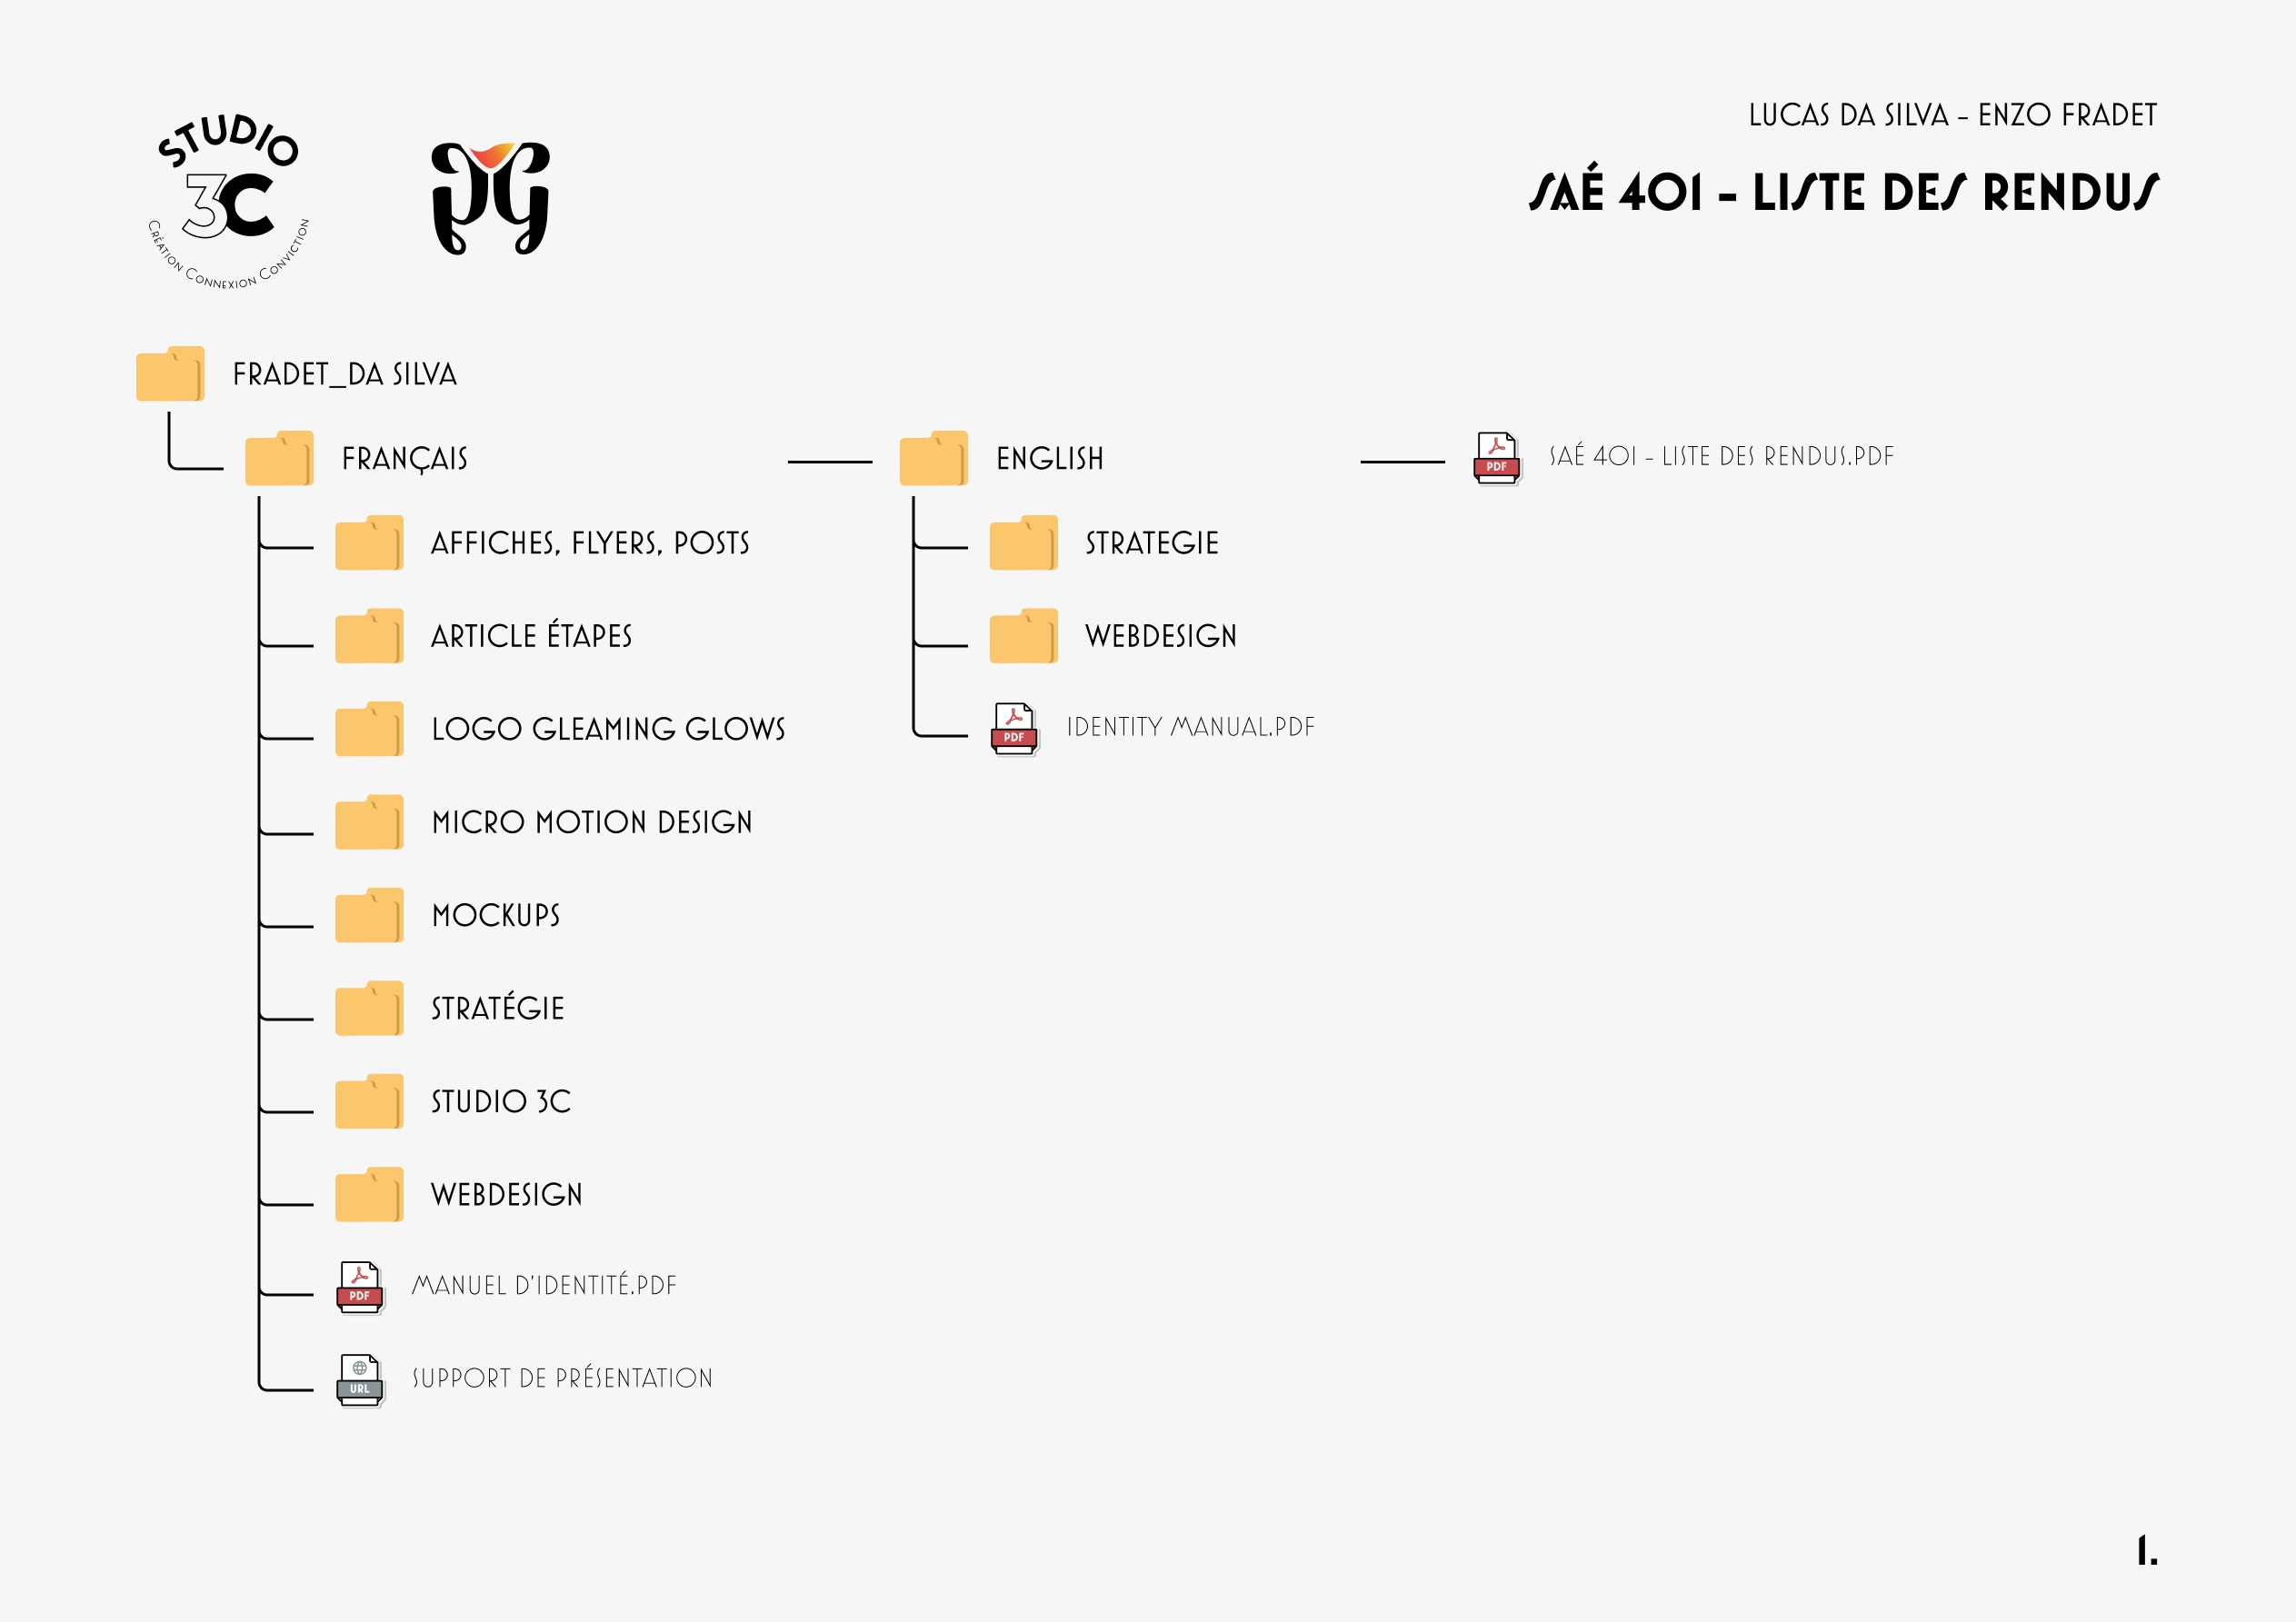 STUDIO
3C
CRÉATION CONNEXION CONVICTION
LUCAS DA SILVA - ENZO FRADET
SAÉ 401 - LISTE DES RENDUS
FRADET_DA SILVA
FRANÇAIS
AFFICHES, FLYERS, POSTS
ARTICLE ÉTAPES
LOGO GLEAMING GLOWS
MICRO MOTION DESIGN
MOCKUPS
STRATÉGIE
STUDIO 3C
WEBDESIGN
PDF MANUEL D'IDENTITÉ.PDF
URL SUPPORT DE PRÉSENTATION
ENGLISH
STRATEGIE
WEBDESIGN
PDF IDENTITY MANUAL.PDF
PDF SAÉ 401 - LISTE DES RENDUS.PDF
1.